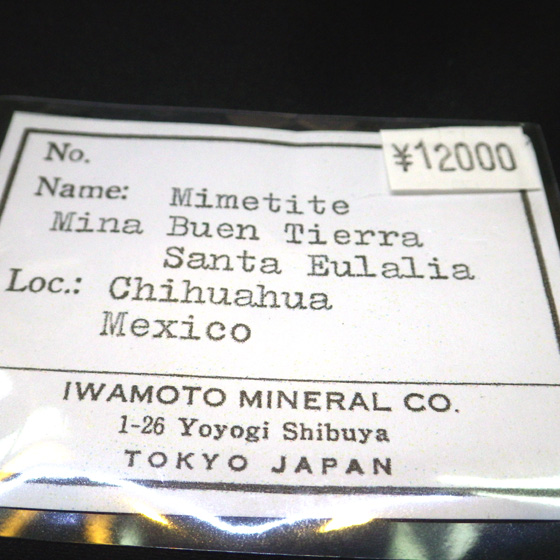 No.
¥12000
Name: Mimetite
Mina Buen Tierra
Santa Eulalia
Loc.: Chihuahua
Mexico
IWAMOTO MINERAL CO.
1-26 Yoyogi Shibuya
TOKYO JAPAN